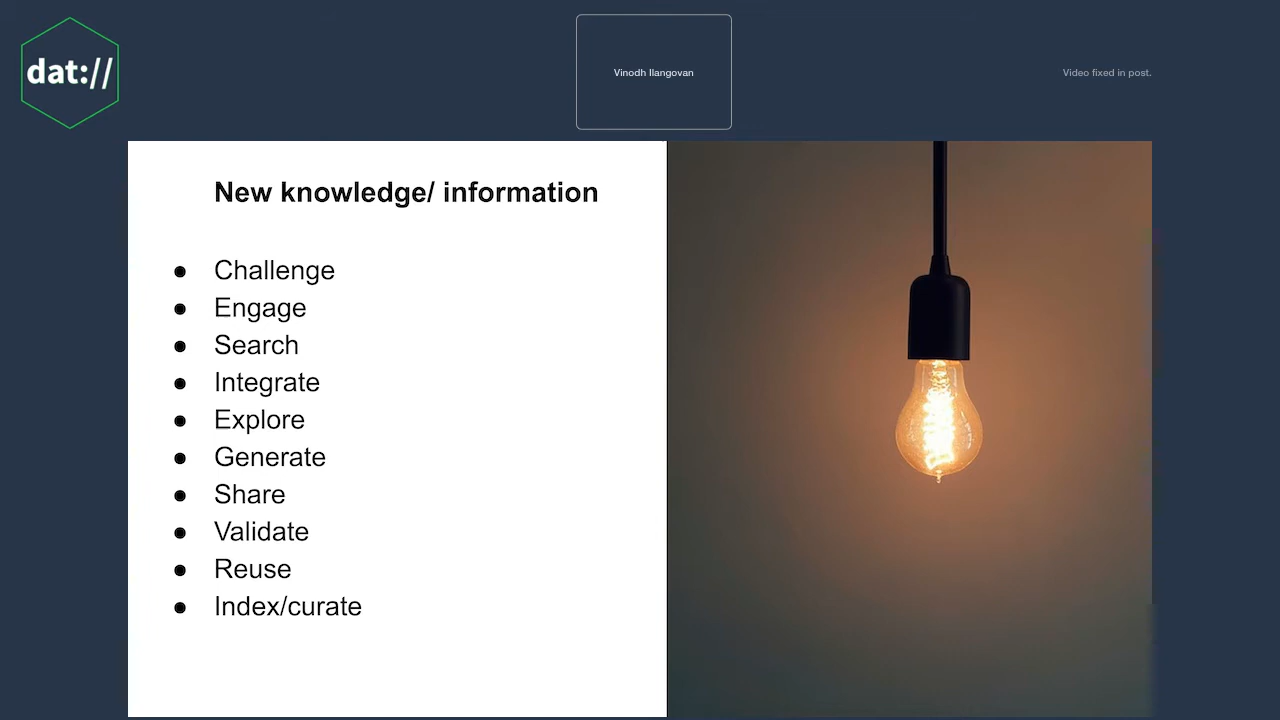 dat://
Vinodh Ilangovan
Video fixed in post.
New knowledge/ information
● Challenge
● Engage
● Search
● Integrate
● Explore
● Generate
● Share
● Validate
● Reuse
● Index/curate